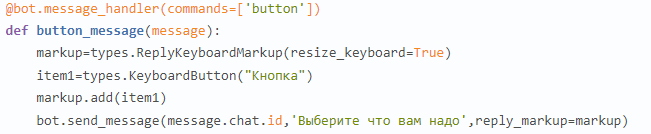 @bot.message_handler(commands=['button'])
def button_message(message):
    markup=types.ReplyKeyboardMarkup(resize_keyboard=True)
    item1=types.KeyboardButton("Кнопка")
    markup.add(item1)
    bot.send_message(message.chat.id,'Выберите что вам надо',reply_markup=markup)